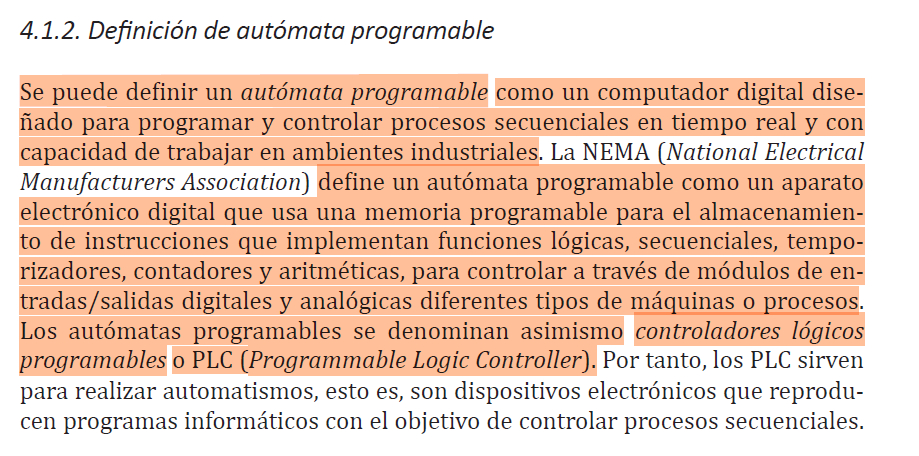 4.1.2. Definición de autómata programable
Se puede definir un autómata programable como un computador digital dise-
ñado para programar y controlar procesos secuenciales en tiempo real y con
capacidad de trabajar en ambientes industriales. La NEMA (National Electrical
Manufacturers Association) define un autómata programable como un aparato
electrónico digital que usa una memoria programable para el almacenamien-
to de instrucciones que implementan funciones lógicas, secuenciales, tempo-
rizadores, contadores y aritméticas, para controlar a través de módulos de en-
tradas/salidas digitales y analógicas diferentes tipos de máquinas o procesos.
Los autómatas programables se denominan asimismo controladores lógicos
programables o PLC (Programmable Logic Controller). Por tanto, los PLC sirven
para realizar automatismos, esto es, son dispositivos electrónicos que reprodu-
cen programas informáticos con el objetivo de controlar procesos secuenciales.